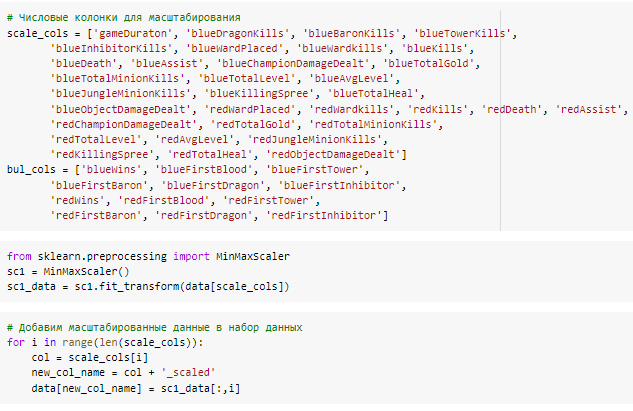 # Числовые колонки для масштабирования
scale_cols = ['gameDuraton', 'blueDragonKills', 'blueBaronKills', 'blueTowerKills',
'blueInhibitorKills', 'blueWardPlaced', 'blueWardkills', 'blueKills',
'blueDeath', 'blueAssist', 'blueChampionDamageDealt', 'blueTotalGold',
'blueTotalMinionKills', 'blueTotalLevel', 'blueAvgLevel',
'blueJungleMinionKills', 'blueKillingSpree', 'blueTotalHeal',
'blueObjectDamageDealt', 'redWardPlaced', 'redWardkills', 'redKills', 'redDeath', 'redAssist',
'redChampionDamageDealt', 'redTotalGold', 'redTotalMinionKills',
'redTotalLevel', 'redAvgLevel', 'redJungleMinionKills',
'redKillingSpree', 'redTotalHeal', 'redObjectDamageDealt']
bul_cols = ['blueWins', 'blueFirstBlood', 'blueFirstTower',
'blueFirstBaron', 'blueFirstDragon', 'blueFirstInhibitor',
'redWins', 'redFirstBlood', 'redFirstTower',
'redFirstBaron', 'redFirstDragon', 'redFirstInhibitor']
from sklearn.preprocessing import MinMaxScaler
sc1 = MinMaxScaler()
sc1_data = sc1.fit_transform(data[scale_cols])
# Добавим масштабированные данные в набор данных
for i in range(len(scale_cols)):
col = scale_cols[i]
new_col_name = col + '_scaled'
data[new_col_name] = sc1_data[:,i]